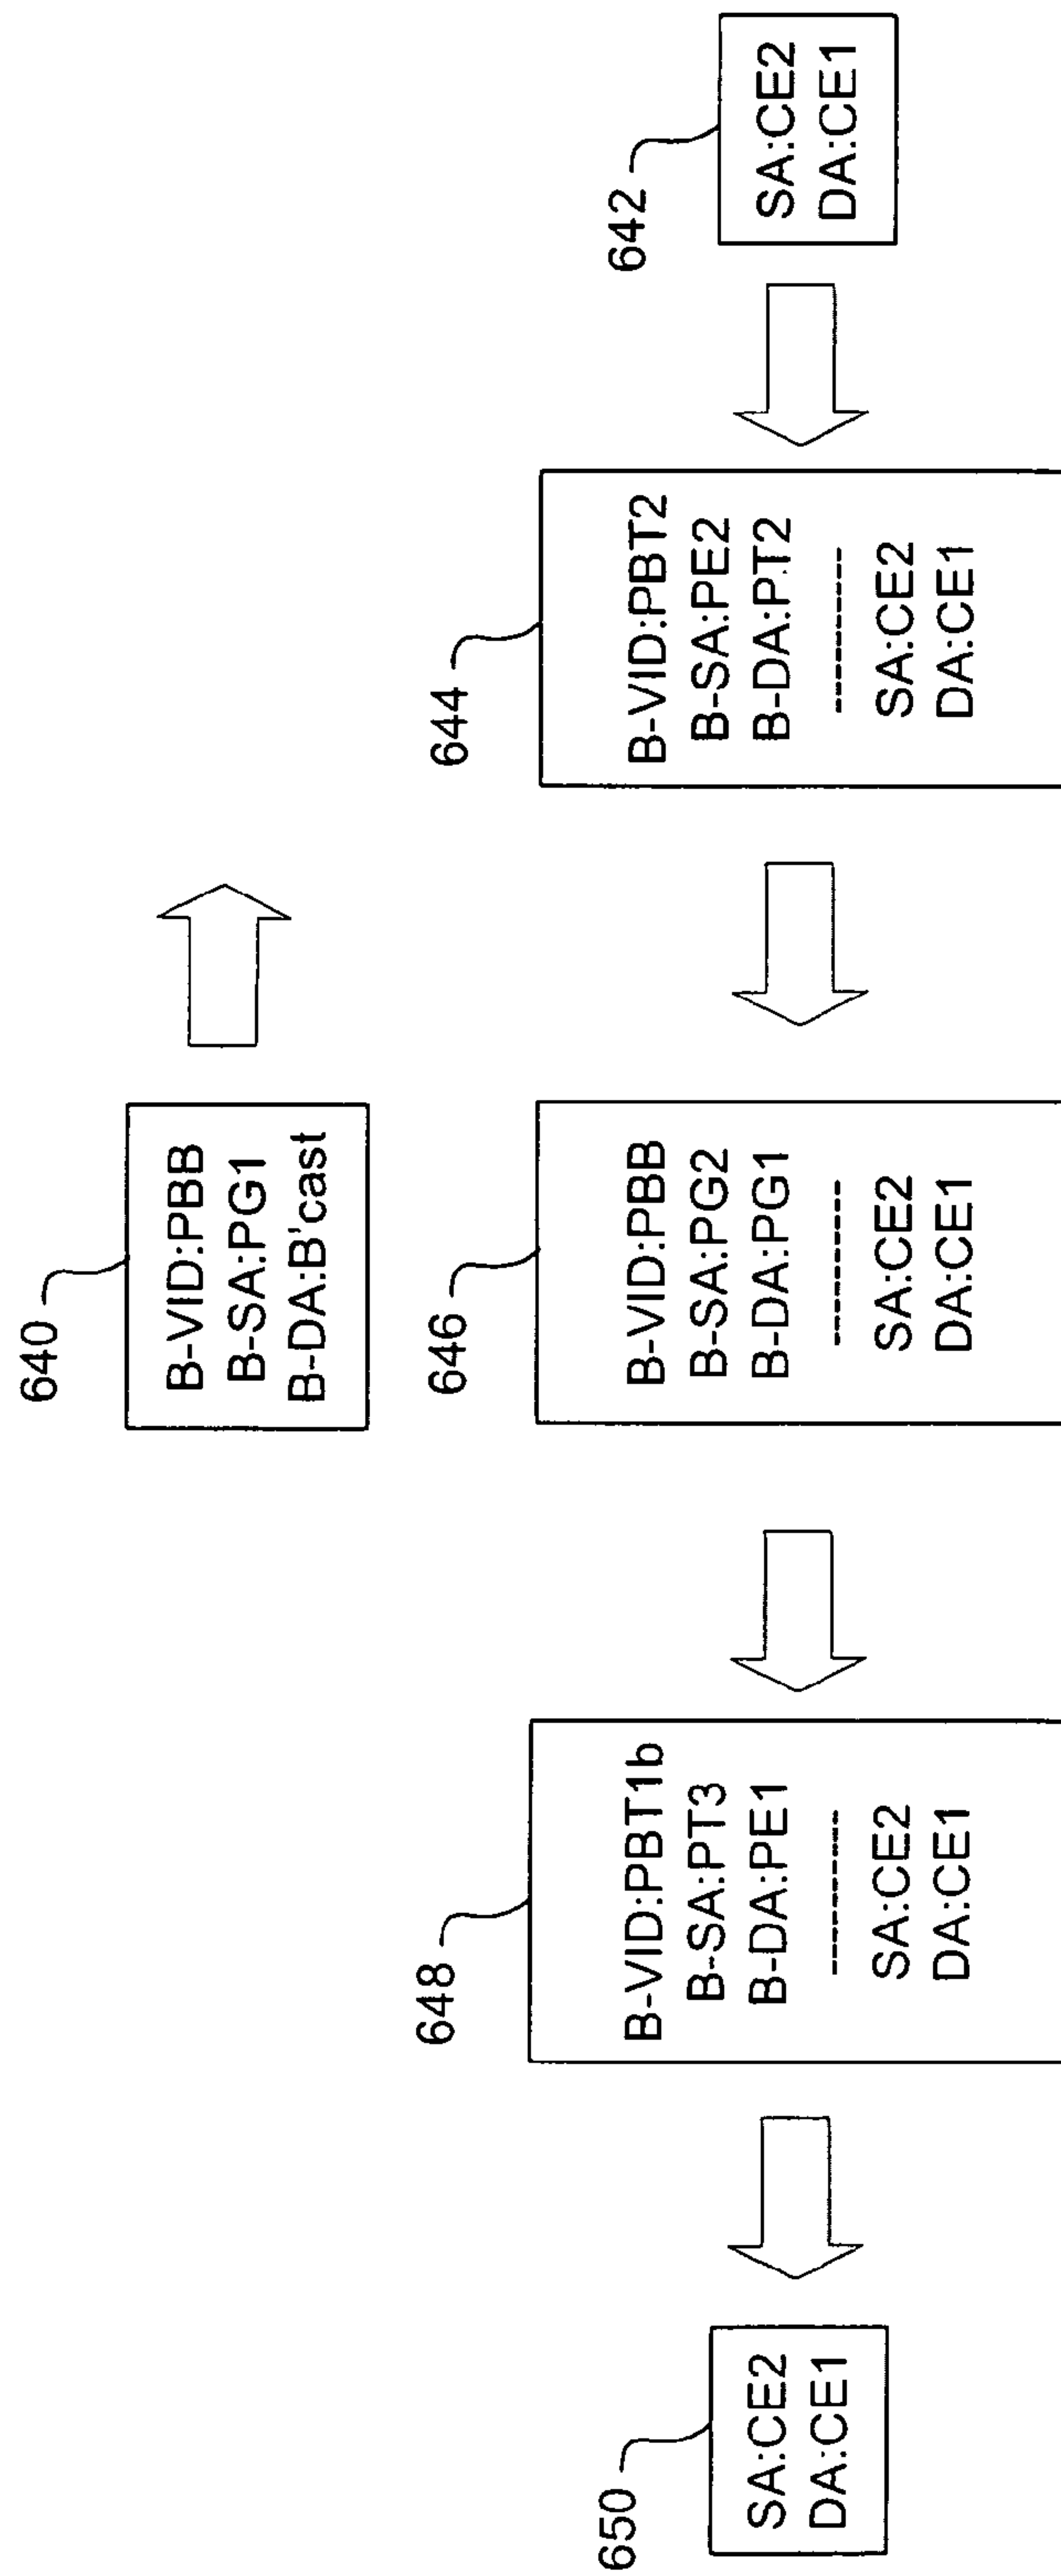 640
B-VID:PBB
B-SA:PG1
B-DA:B'cast
650
SA:CE2
DA:CE1
648
B-VID:PBT1b
B-SA:PT3
B-DA:PE1
---------
SA:CE2
DA:CE1
646
B-VID:PBB
B-SA:PG2
B-DA:PG1
---------
SA:CE2
DA:CE1
644
B-VID:PBT2
B-SA:PE2
B-DA:PT2
---------
SA:CE2
DA:CE1
642
SA:CE2
DA:CE1